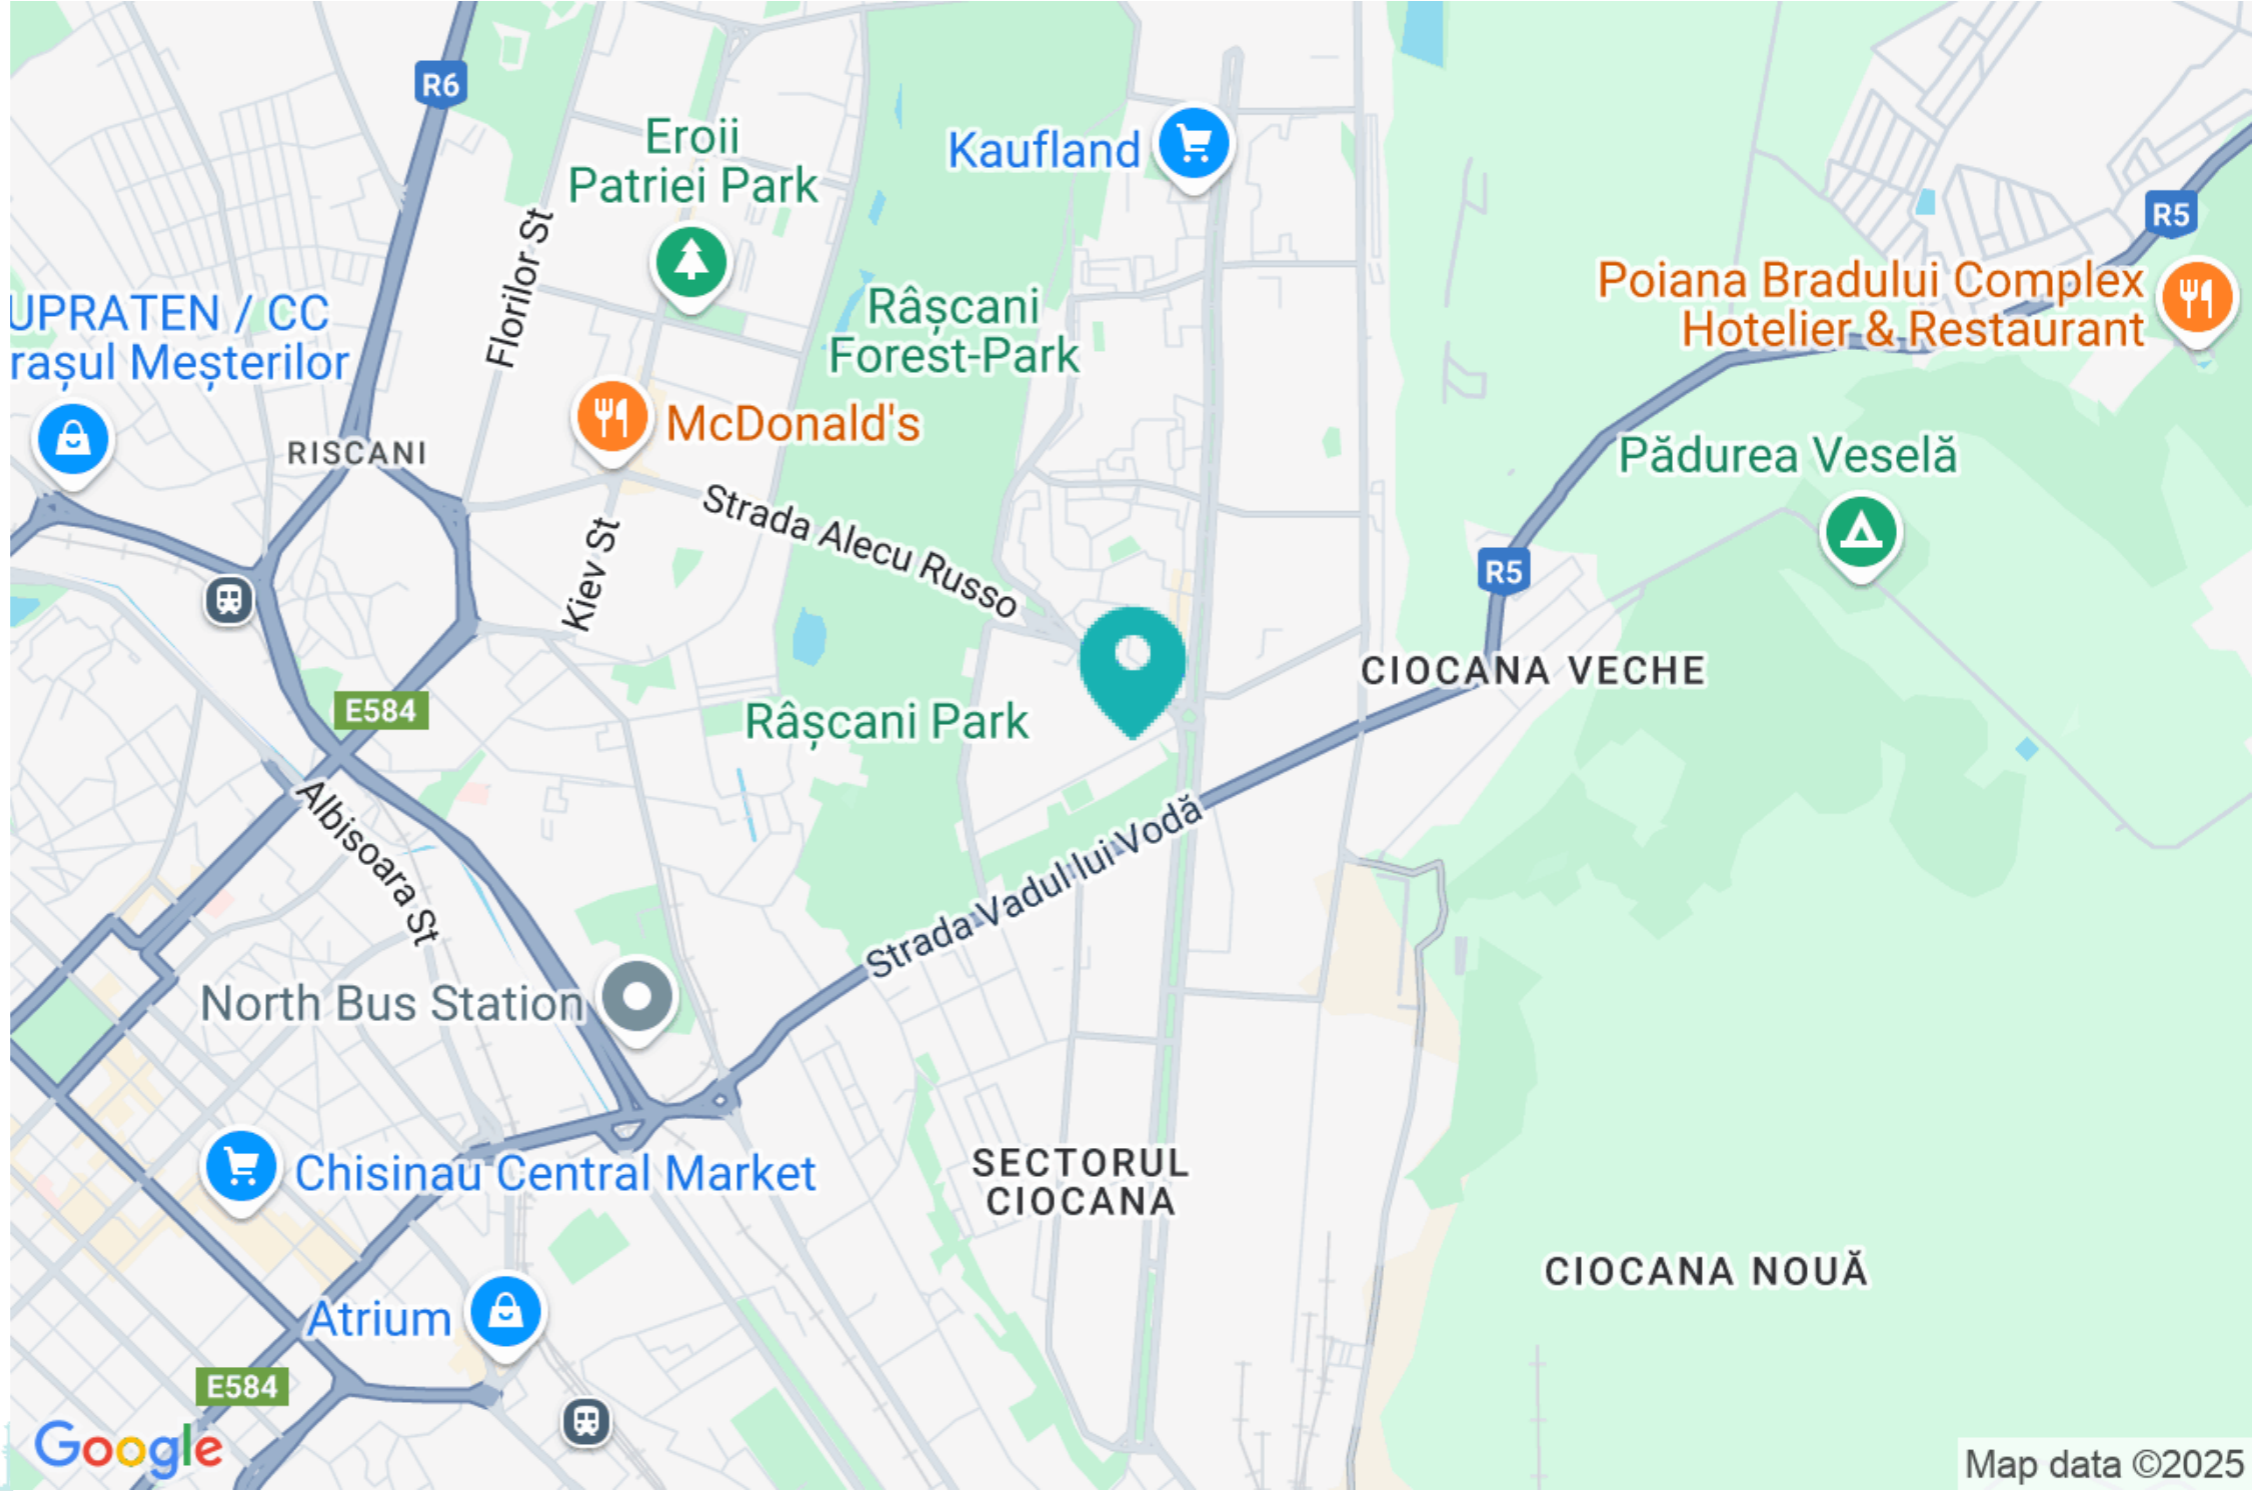 R6
Eroii
Patriei Park
Kaufland
R5
Florilor St
Râșcani
Forest-Park
Poiana Bradului Complex
Hotelier & Restaurant
UPRATEN / CC
rașul Meșterilor
McDonald's
RISCANI
Pădurea Veselă
Strada Alecu Russo
Kiev St
R5
CIOCANA VECHE
E584
Râșcani Park
Albisoara St
Strada Vadul lui Vodă
North Bus Station
Chisinau Central Market
SECTORUL
CIOCANA
CIOCANA NOUĂ
Atrium
E584
Google
Map data ©2025